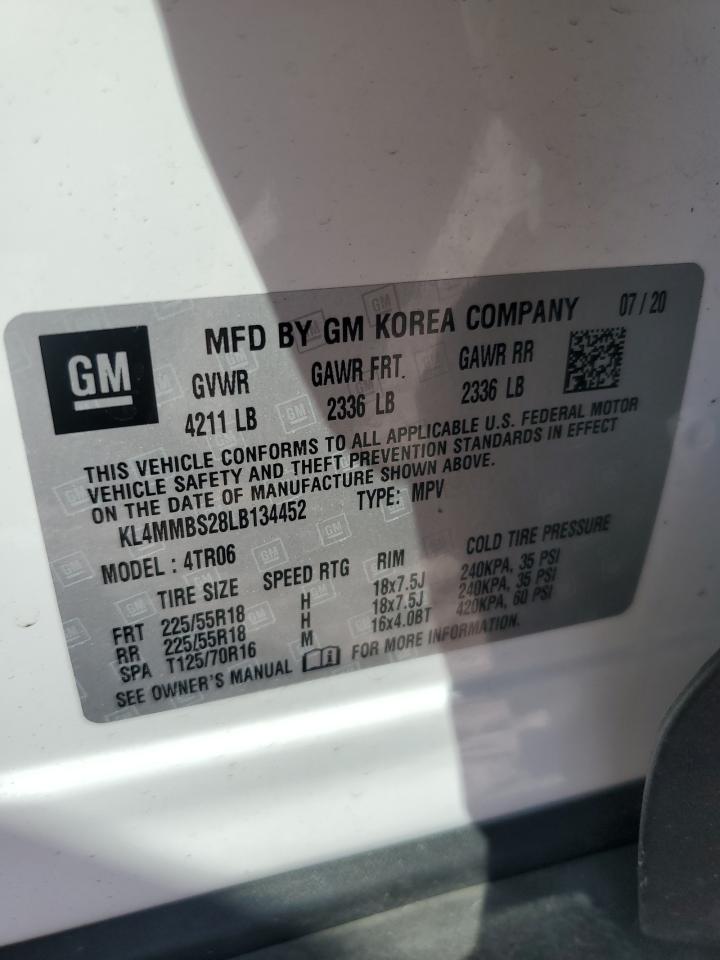 MFD BY GM KOREA COMPANY 07/20
GM
GVWR GAWR FRT. GAWR RR
4211 LB 2336 LB 2336 LB
THIS VEHICLE CONFORMS TO ALL APPLICABLE U.S. FEDERAL MOTOR
VEHICLE SAFETY AND THEFT PREVENTION STANDARDS IN EFFECT
ON THE DATE OF MANUFACTURE SHOWN ABOVE.
KL4MMBS28LB134452 TYPE: MPV
MODEL : 4TR06
TIRE SIZE SPEED RTG RIM COLD TIRE PRESSURE
FRT 225/55R18 H 18x7.5J 240KPA, 35 PSI
RR 225/55R18 H 18x7.5J 240KPA, 35 PSI
SPA T125/70R16 M 16x4.0BT 420KPA, 60 PSI
SEE OWNER'S MANUAL FOR MORE INFORMATION.